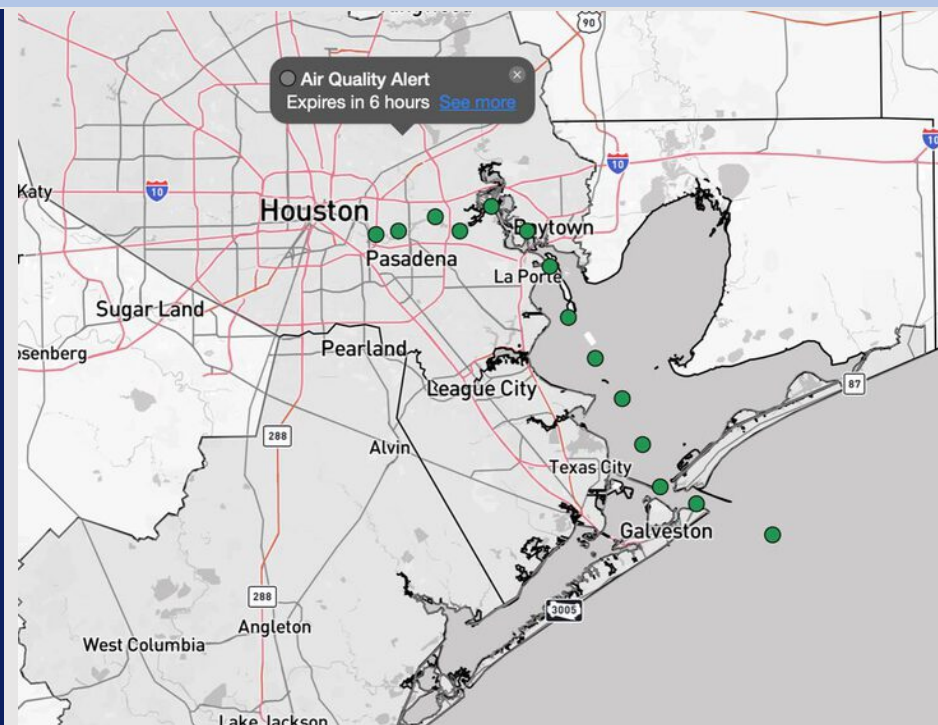 90
Air Quality Alert
Expires in 6 hours See more
10
10
Katy
10
Houston
Baytown
Pasadena
La Porte
Sugar Land
Pearland
osenberg
87
League City
288
Alvin
Texas City
Galveston
288
3005
Angleton
West Columbia
Lake Jackson